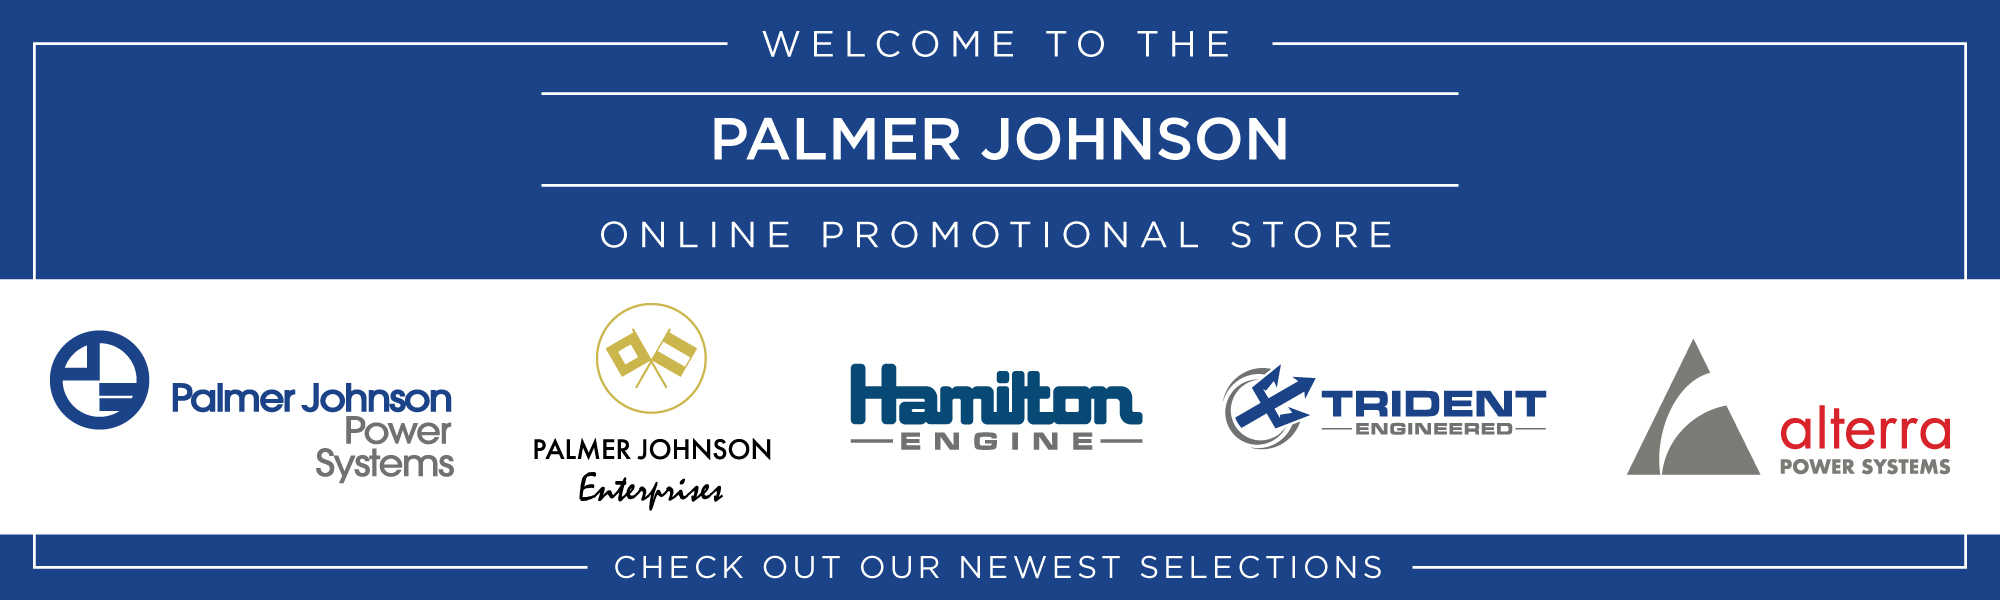 WELCOME TO THE
PALMER JOHNSON
ONLINE PROMOTIONAL STORE
Palmer Johnson
Power
Systems
PALMER JOHNSON
Enterprises
Hamilton
ENGINE
TRIDENT
ENGINEERED
alterra
POWER SYSTEMS
CHECK OUT OUR NEWEST SELECTIONS